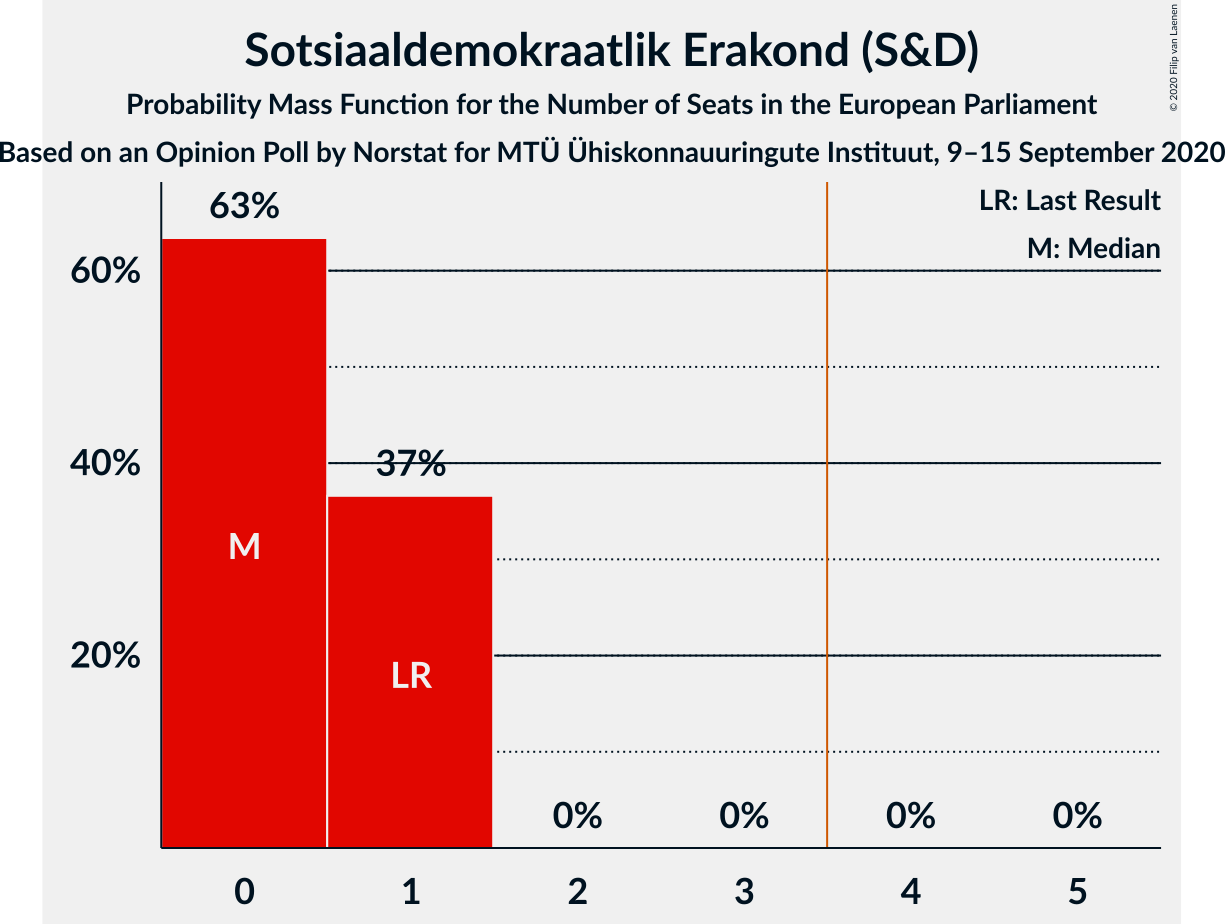 Sotsiaaldemokraatlik Erakond (S&D)
Probability Mass Function for the Number of Seats in the European Parliament
Based on an Opinion Poll by Norstat for MTÜ Ühiskonnauuringute Instituut, 9–15 September 2020
© 2020 Filip van Laenen
LR: Last Result
M: Median
63%
60%
40%
37%
M
LR
20%
0% 0% 0% 0%
0 1 2 3 4 5